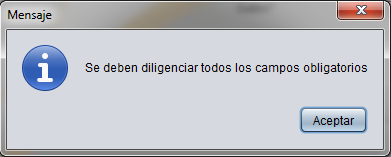 Mensaje
Se deben diligenciar todos los campos obligatorios
Aceptar